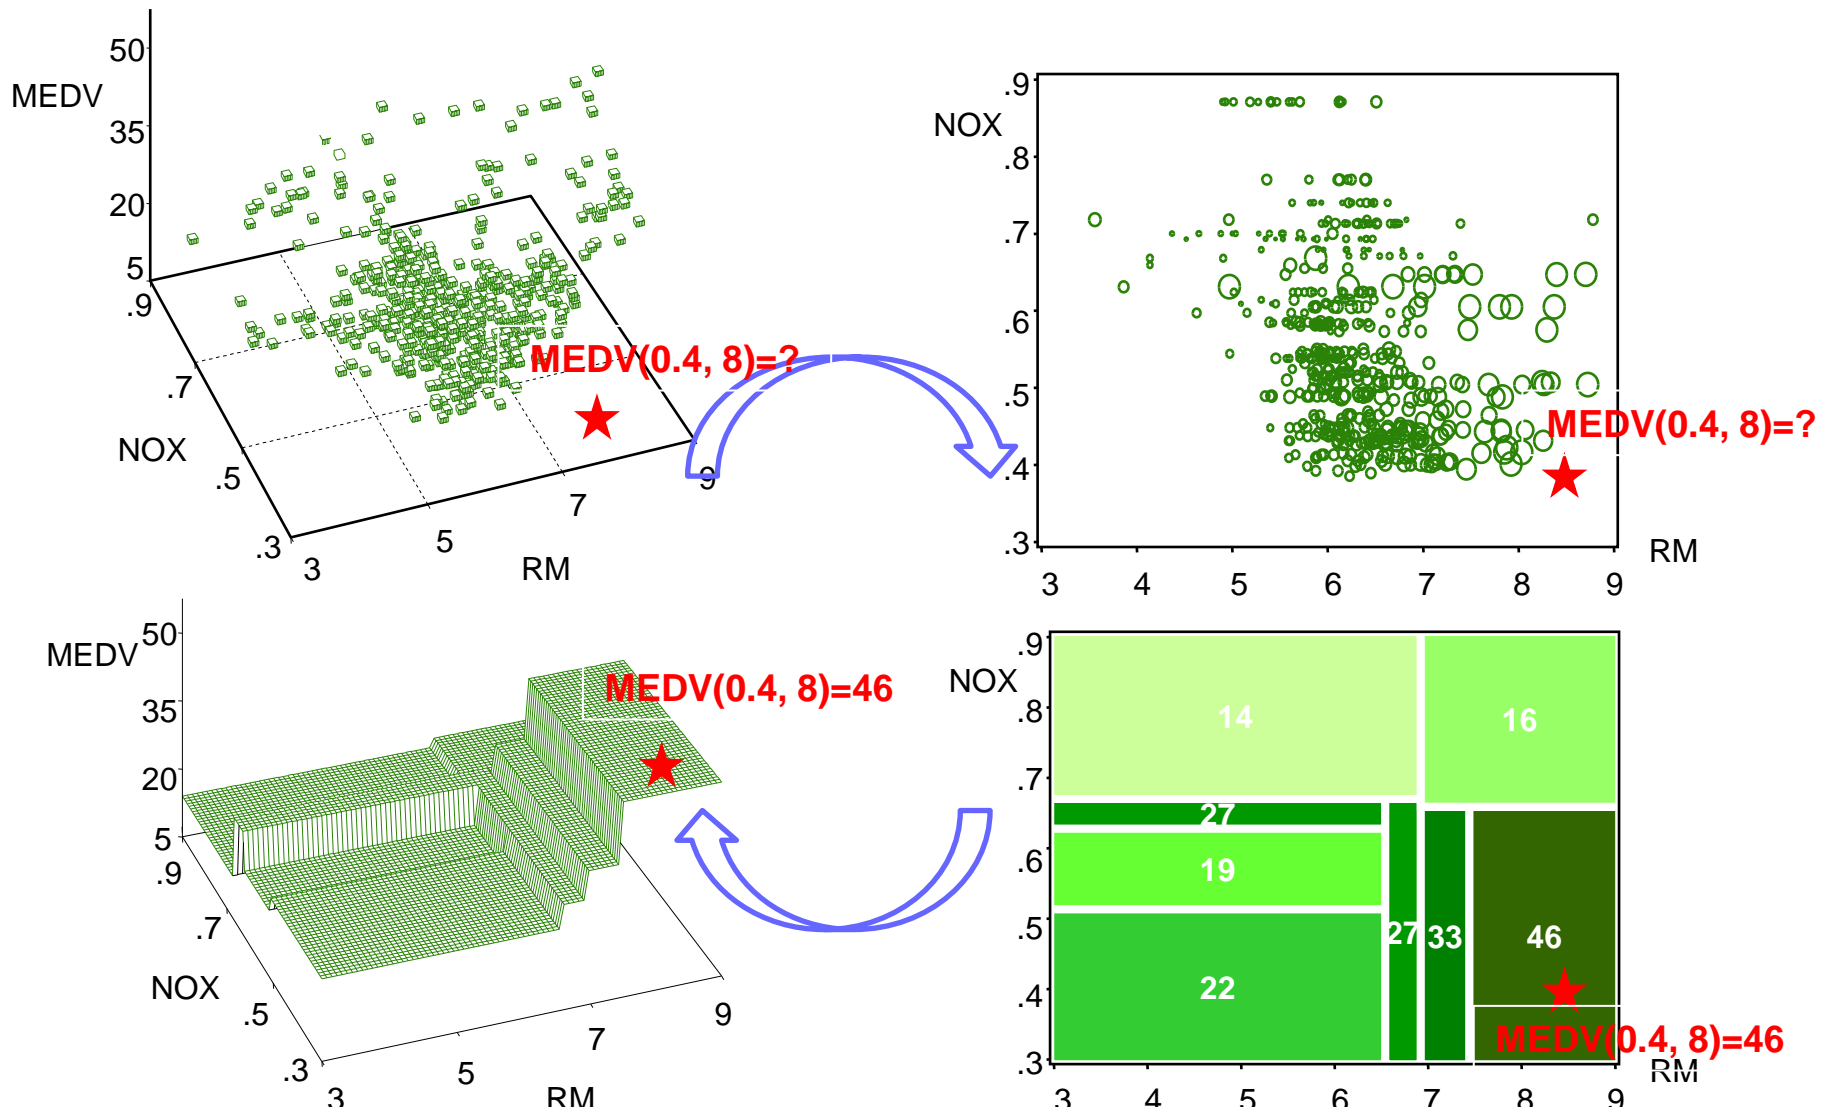 50
MEDV
35
20
5
.9
.7
NOX
.5
.3
3
5
RM
7
9
MEDV(0.4, 8)=?
.9
NOX
.8
.7
.6
.5
.4
.3
MEDV(0.4, 8)=?
RM
3 4 5 6 7 8 9
50
MEDV
35
20
5
.9
.7
NOX
.5
.3
3
5
RM
7
9
MEDV(0.4, 8)=46
.9
NOX
.8
.7
.6
.5
.4
.3
14
16
27
19
27
33
46
22
MEDV(0.4, 8)=46
RM
3 4 5 6 7 8 9